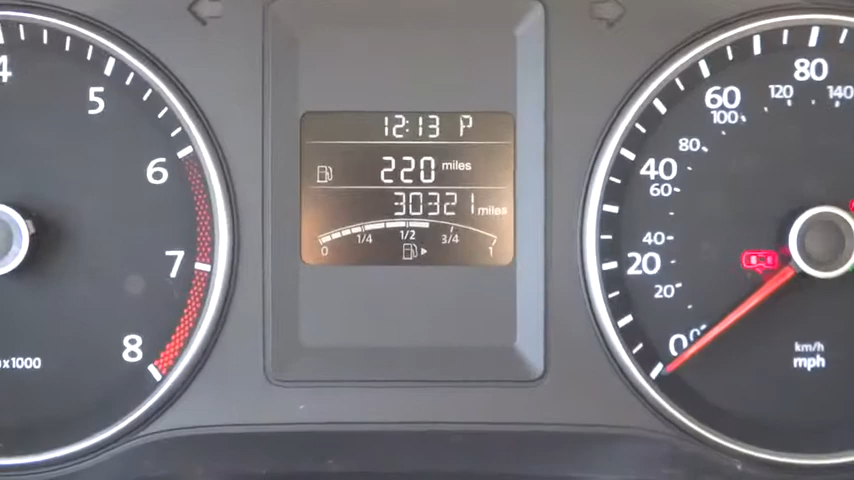 12:13 P
220 miles
30321 miles
0 1/4 1/2 3/4 1
5
6
7
8
x1000
0 20 40 60 80
0 20 40 60 80 100 120 140
km/h
mph